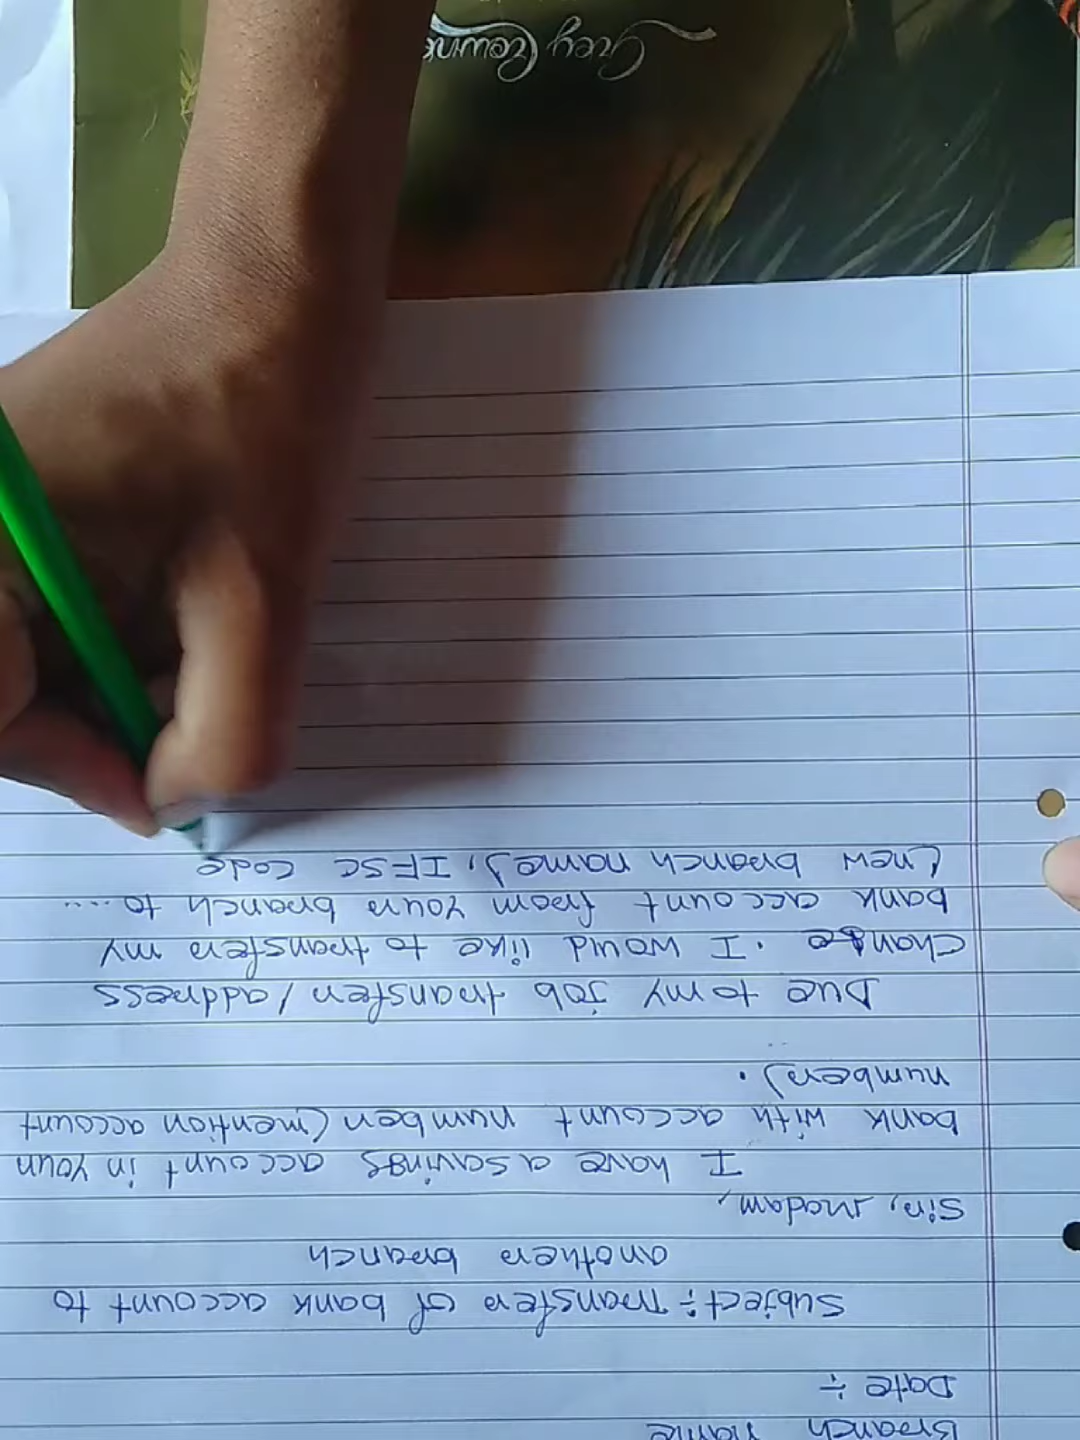 Branch name
Date ÷
Subject ÷ Transfer of bank account to
another branch
Sir, madam,
I have a savings account in your
bank with account number (mention account
number).
Due to my job transfer / address
change. I would like to transfer my
bank account from your branch to ....
(new branch name), IFSC code
Grey